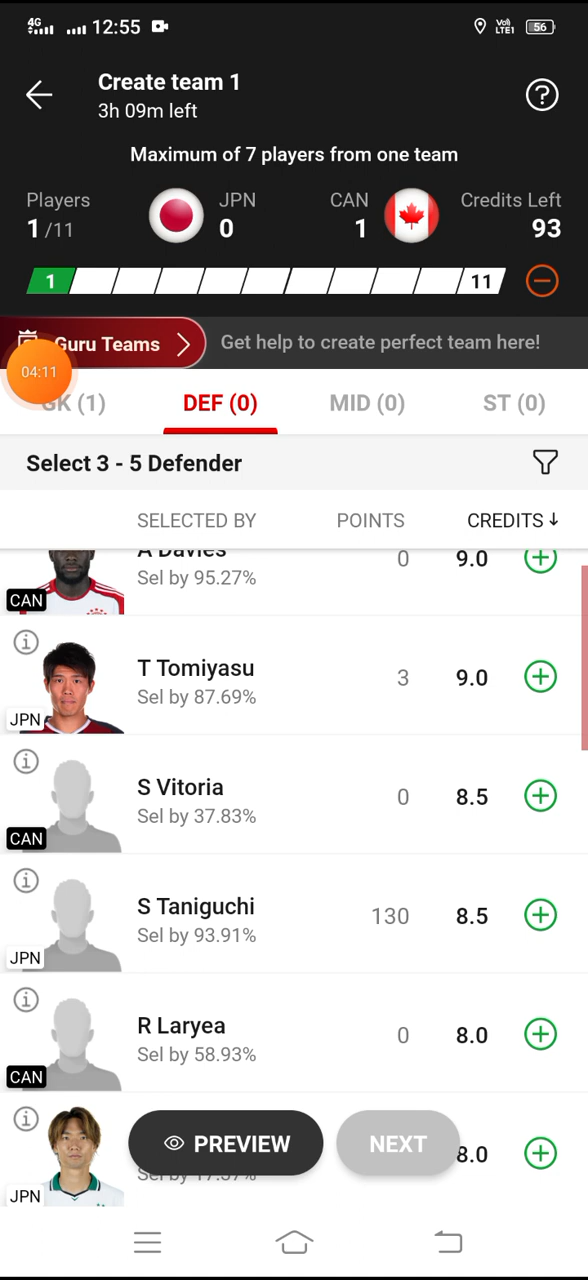 4G 12:55 VoLTE1 56
Create team 1
3h 09m left
Maximum of 7 players from one team
Players JPN CAN Credits Left
1/11 0 1 93
1 11
Guru Teams Get help to create perfect team here!
04:11
GK (1) DEF (0) MID (0) ST (0)
Select 3 - 5 Defender
SELECTED BY POINTS CREDITS↓
A Davies 0 9.0
Sel by 95.27%
CAN
T Tomiyasu
3 9.0
Sel by 87.69%
JPN
S Vitoria
0 8.5
Sel by 37.83%
CAN
S Taniguchi
130 8.5
Sel by 93.91%
JPN
R Laryea
0 8.0
Sel by 58.93%
CAN
PREVIEW NEXT 8.0
Sel by 17.37%
JPN